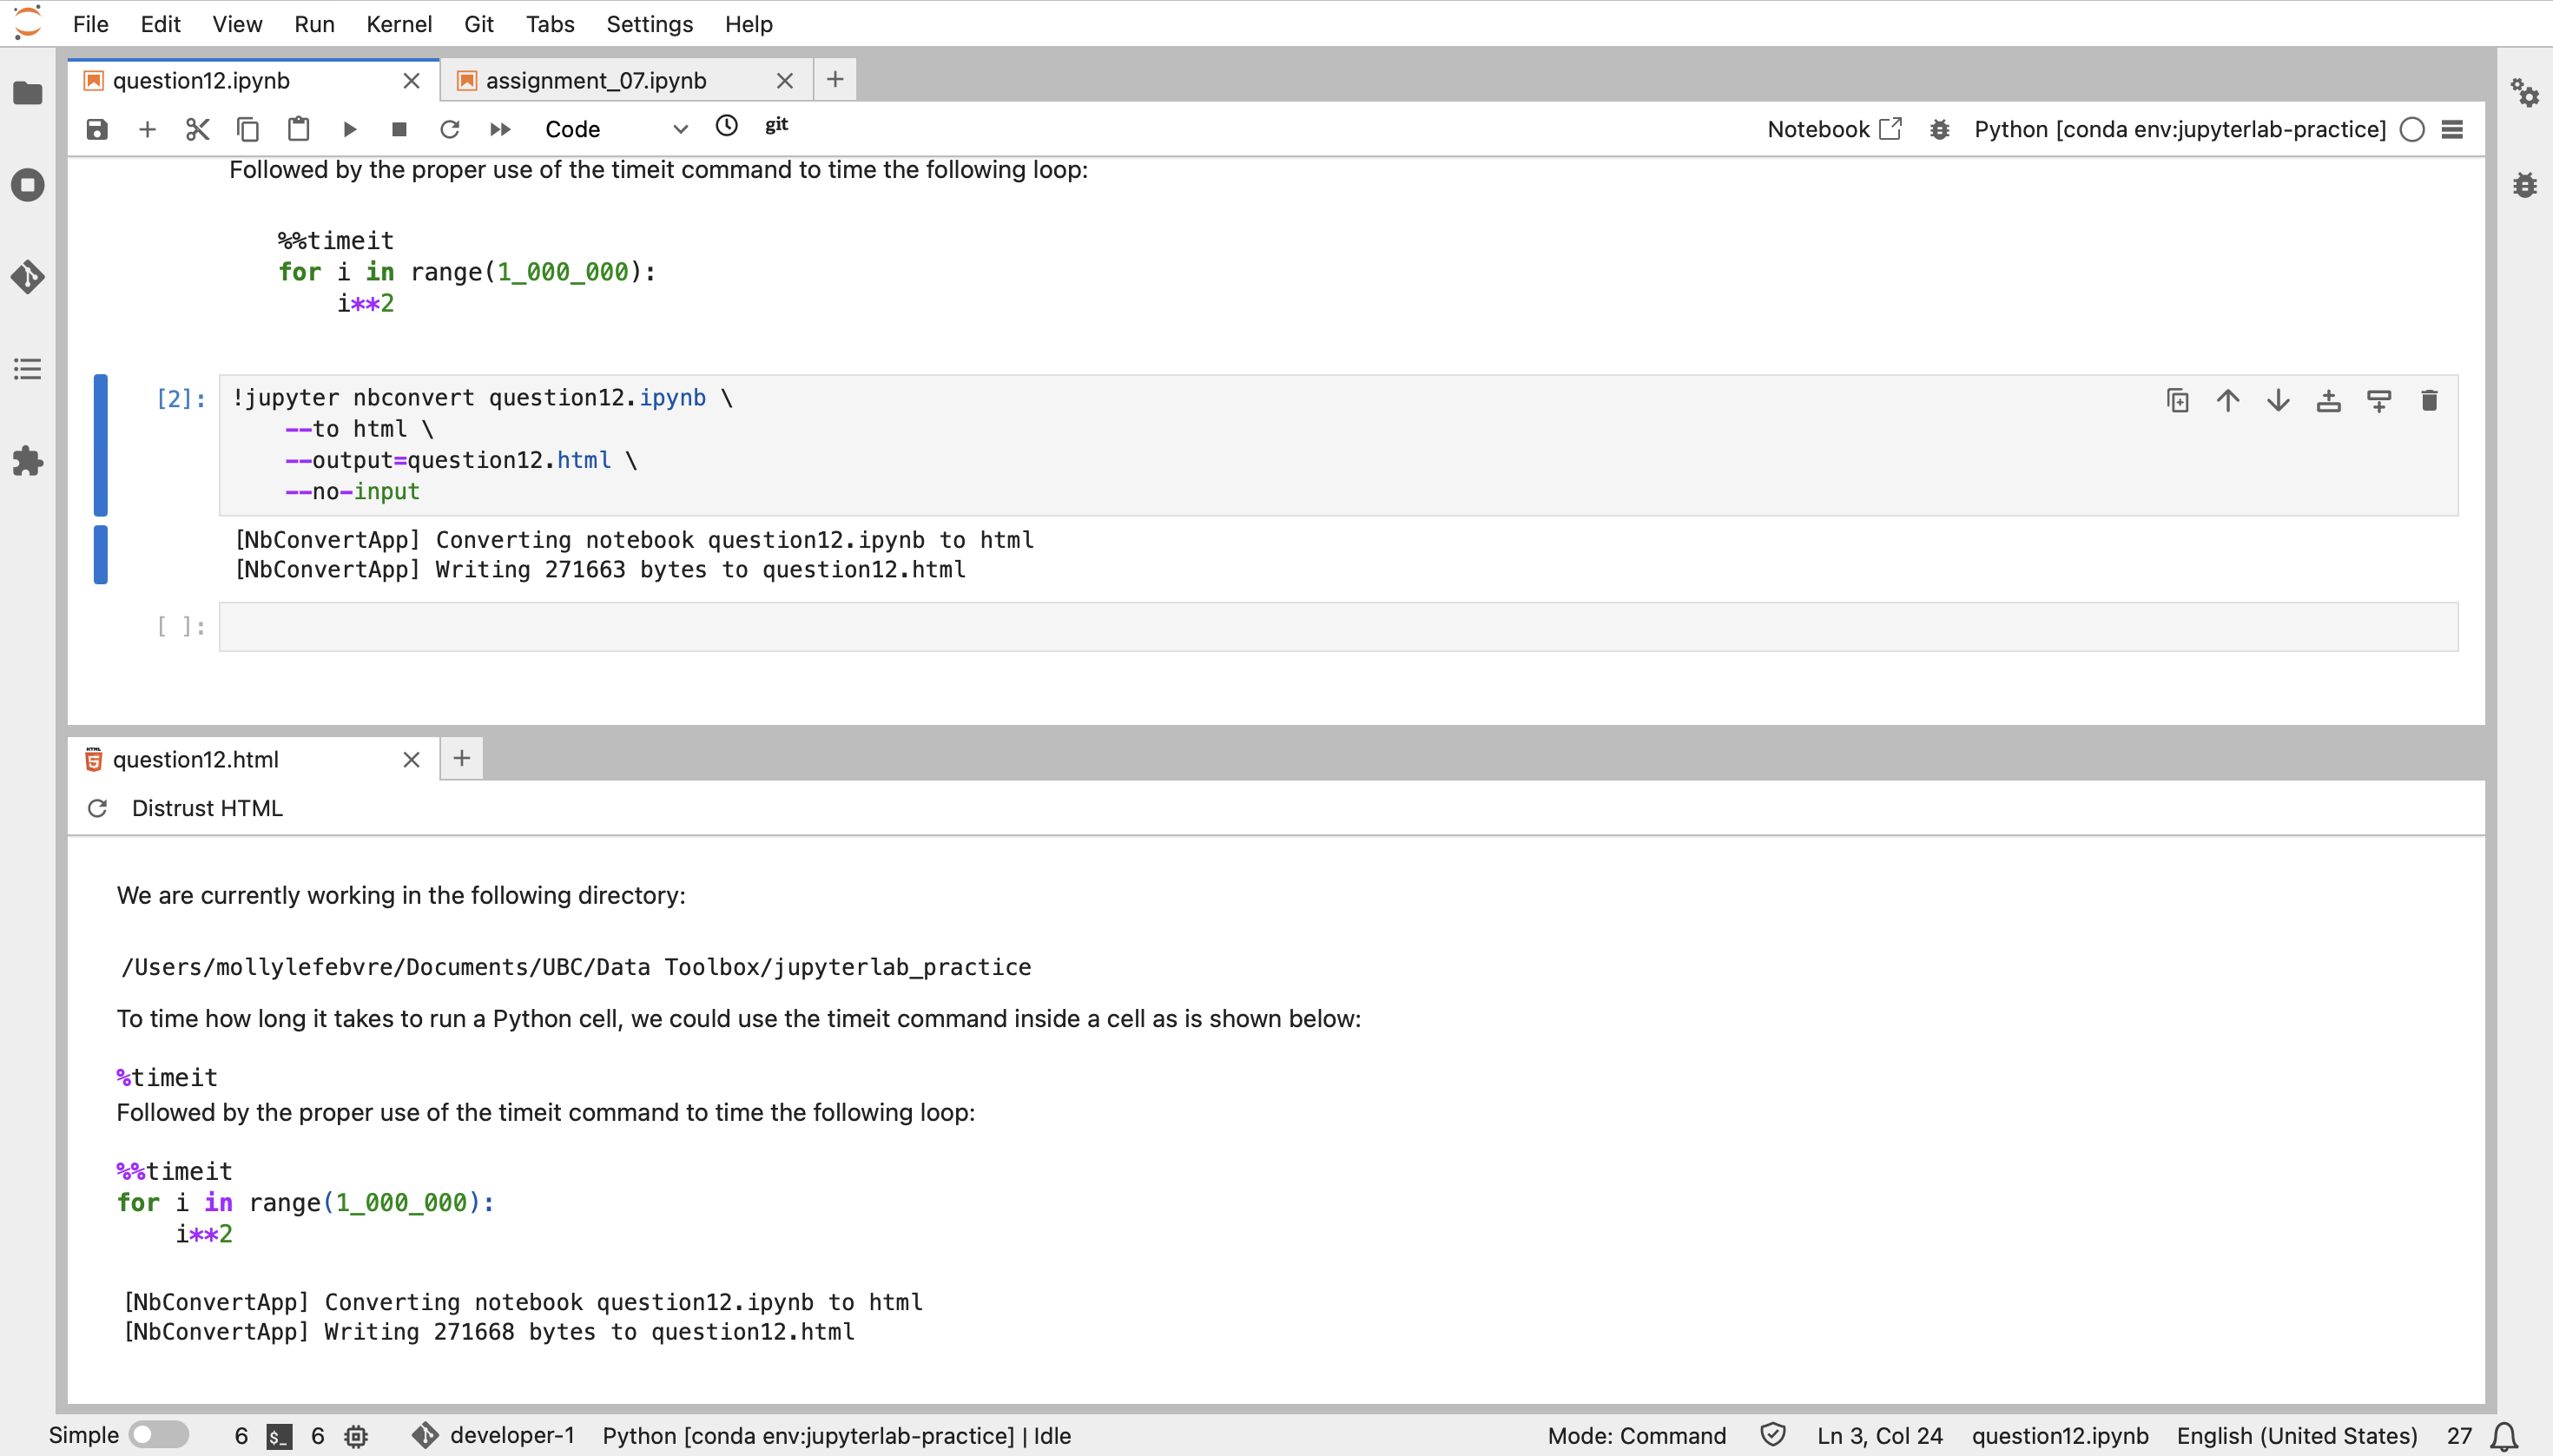 File Edit View Run Kernel Git Tabs Settings Help
question12.ipynb assignment_07.ipynb
Code git Notebook Python [conda env:jupyterlab-practice]
Followed by the proper use of the timeit command to time the following loop:
%%timeit
for i in range(1_000_000):
    i**2
[2]: !jupyter nbconvert question12.ipynb \
    --to html \
    --output=question12.html \
    --no-input
[NbConvertApp] Converting notebook question12.ipynb to html
[NbConvertApp] Writing 271663 bytes to question12.html
[ ]:
question12.html
Distrust HTML
We are currently working in the following directory:
/Users/mollylefebvre/Documents/UBC/Data Toolbox/jupyterlab_practice
To time how long it takes to run a Python cell, we could use the timeit command inside a cell as is shown below:
%timeit
Followed by the proper use of the timeit command to time the following loop:
%%timeit
for i in range(1_000_000):
    i**2
[NbConvertApp] Converting notebook question12.ipynb to html
[NbConvertApp] Writing 271668 bytes to question12.html
Simple 6 $_ 6 developer-1 Python [conda env:jupyterlab-practice] | Idle Mode: Command Ln 3, Col 24 question12.ipynb English (United States) 27